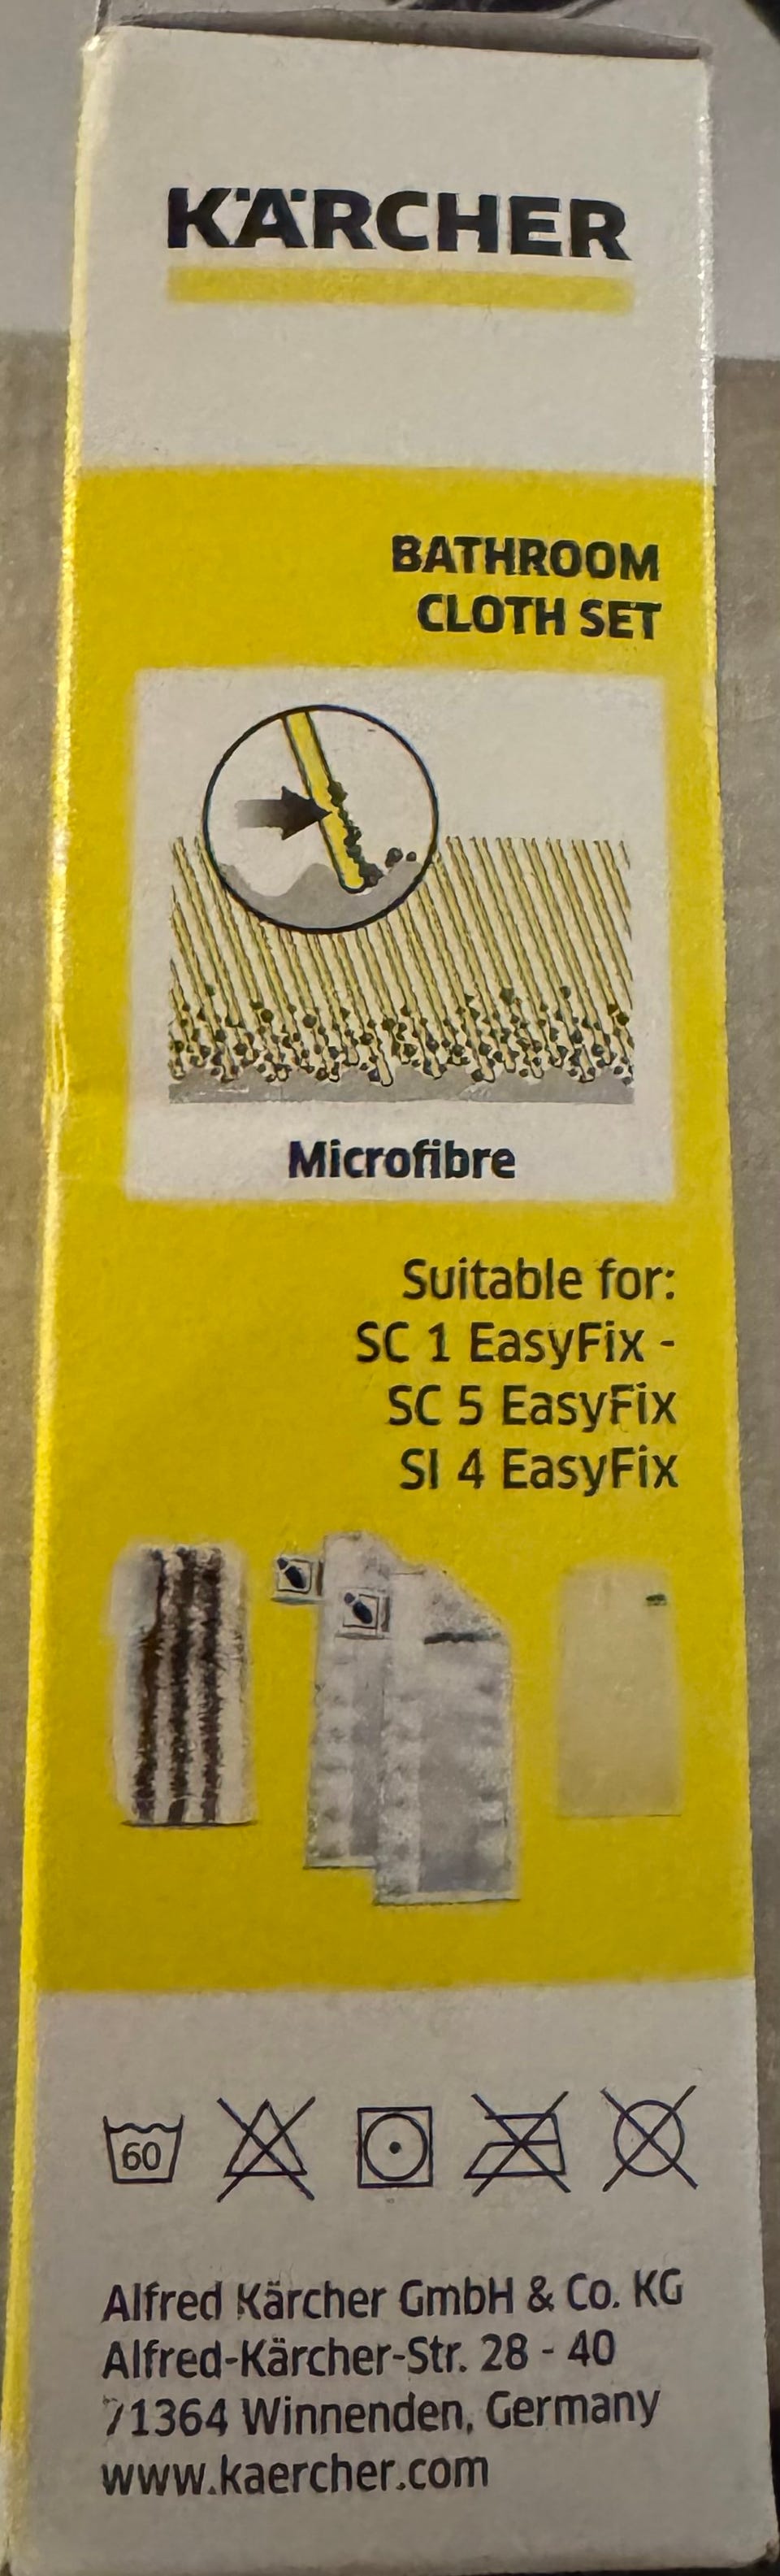 KÄRCHER
BATHROOM
CLOTH SET
Microfibre
Suitable for:
SC 1 EasyFix -
SC 5 EasyFix
SI 4 EasyFix
60
Alfred Kärcher GmbH & Co. KG
Alfred-Kärcher-Str. 28 - 40
71364 Winnenden, Germany
www.kaercher.com